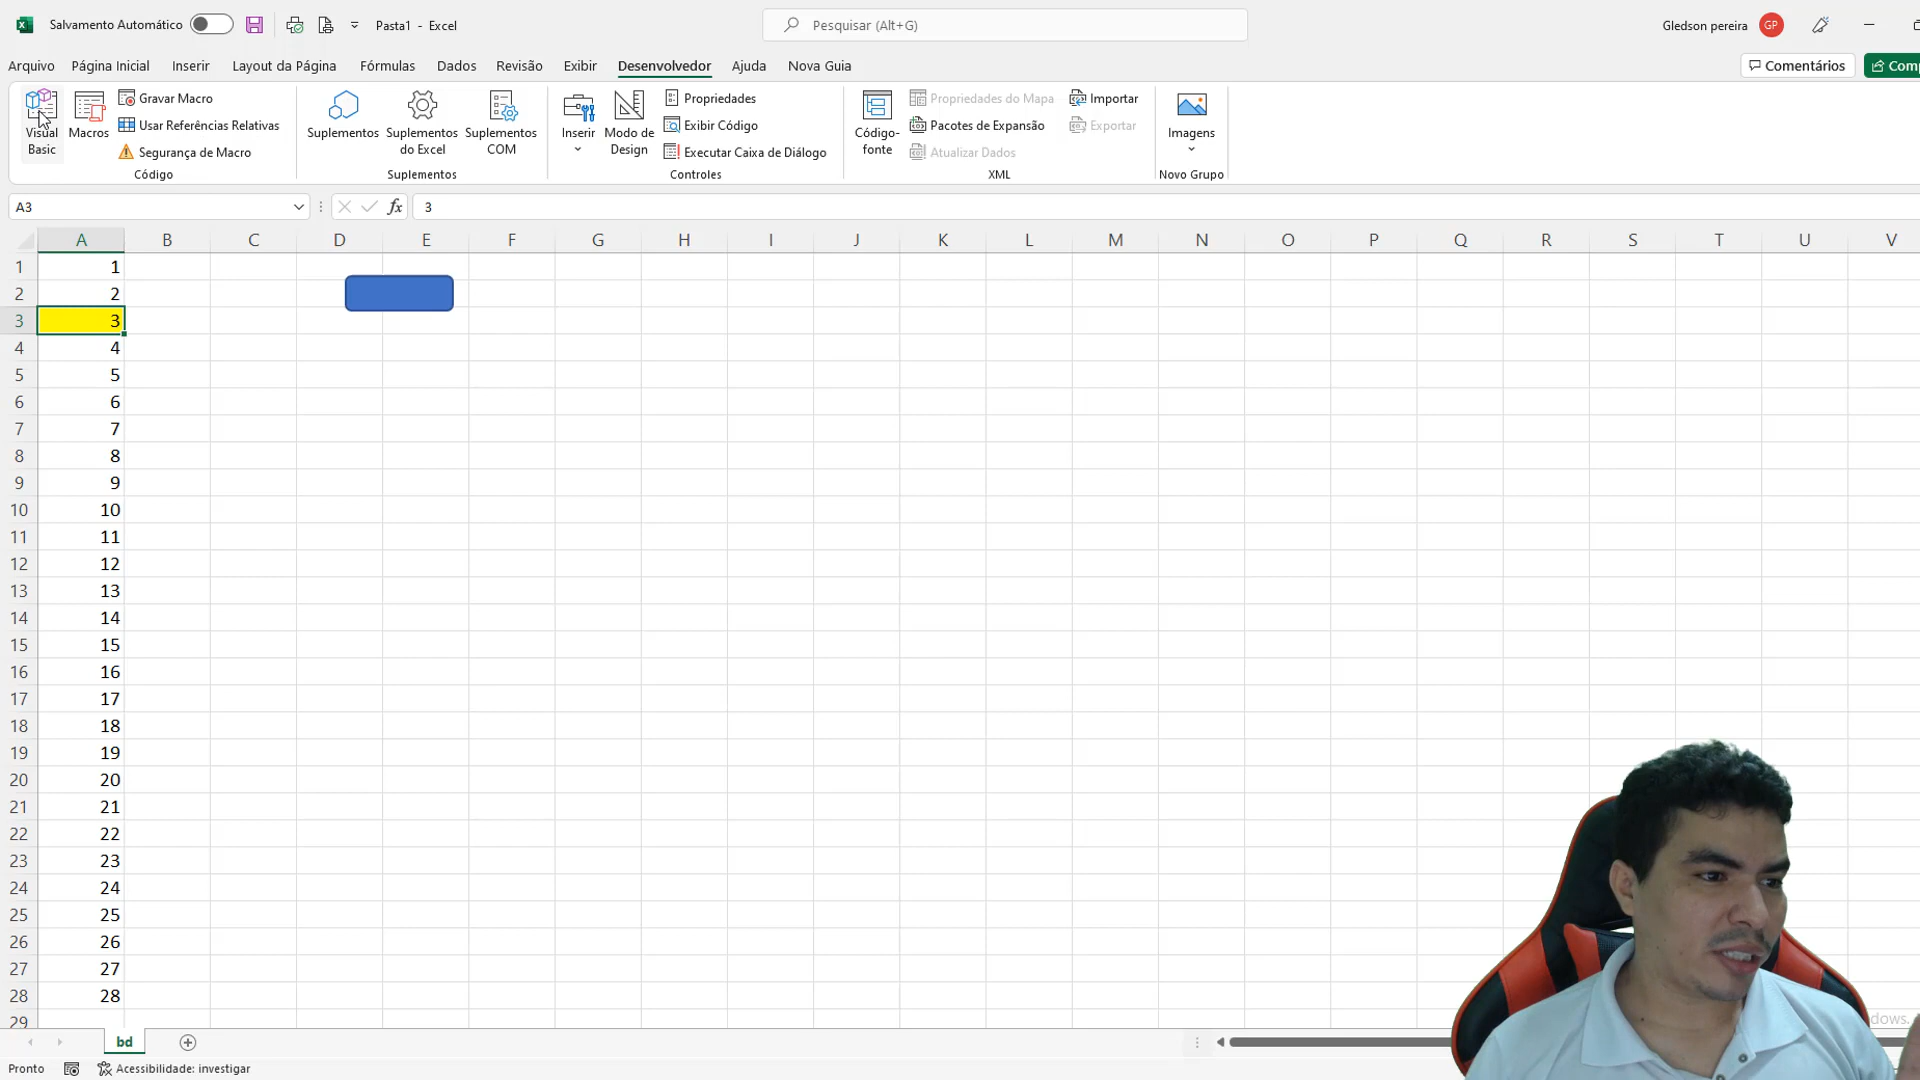 Salvamento Automático
Pasta1 - Excel
Pesquisar (Alt+G)
Gledson pereira
GP
Arquivo Página Inicial Inserir Layout da Página Fórmulas Dados Revisão Exibir Desenvolvedor Ajuda Nova Guia
Comentários
Comp
Visual Basic
Macros
Gravar Macro
Usar Referências Relativas
Segurança de Macro
Código
Suplementos
Suplementos do Excel
Suplementos COM
Suplementos
Inserir
Modo de Design
Propriedades
Exibir Código
Executar Caixa de Diálogo
Controles
Código-fonte
Propriedades do Mapa
Pacotes de Expansão
Atualizar Dados
Importar
Exportar
XML
Imagens
Novo Grupo
A3
fx
3
A B C D E F G H I J K L M N O P Q R S T U V
1 1
2 2
3 3
4 4
5 5
6 6
7 7
8 8
9 9
10 10
11 11
12 12
13 13
14 14
15 15
16 16
17 17
18 18
19 19
20 20
21 21
22 22
23 23
24 24
25 25
26 26
27 27
28 28
29
dows.
bd
Pronto
Acessibilidade: investigar